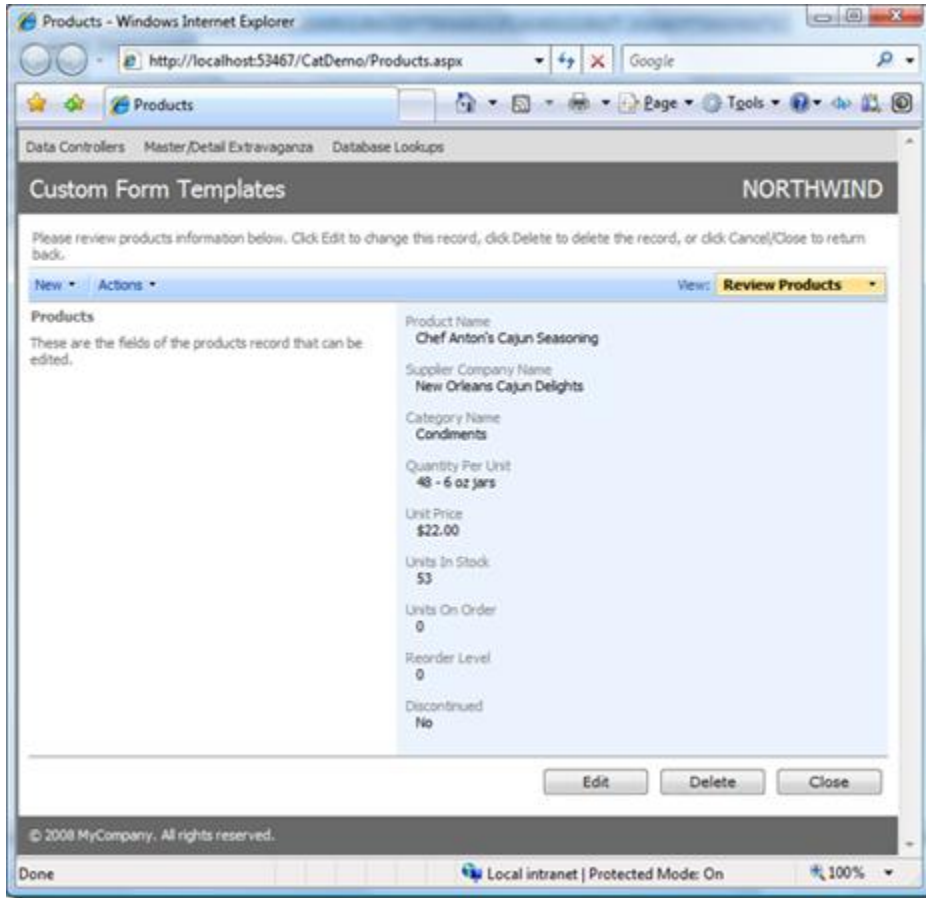 Products - Windows Internet Explorer
http://localhost:53467/CatDemo/Products.aspx
Google
Products
Page
Tools
Data Controllers Master/Detail Extravaganza Database Lookups
Custom Form Templates NORTHWIND
Please review products information below. Click Edit to change this record, click Delete to delete the record, or click Cancel/Close to return
back.
New Actions View: Review Products
Products
These are the fields of the products record that can be
edited.
Product Name
Chef Anton's Cajun Seasoning
Supplier Company Name
New Orleans Cajun Delights
Category Name
Condiments
Quantity Per Unit
48 - 6 oz jars
Unit Price
$22.00
Units In Stock
53
Units On Order
0
Reorder Level
0
Discontinued
No
Edit Delete Close
© 2008 MyCompany. All rights reserved.
Done Local intranet | Protected Mode: On 100%